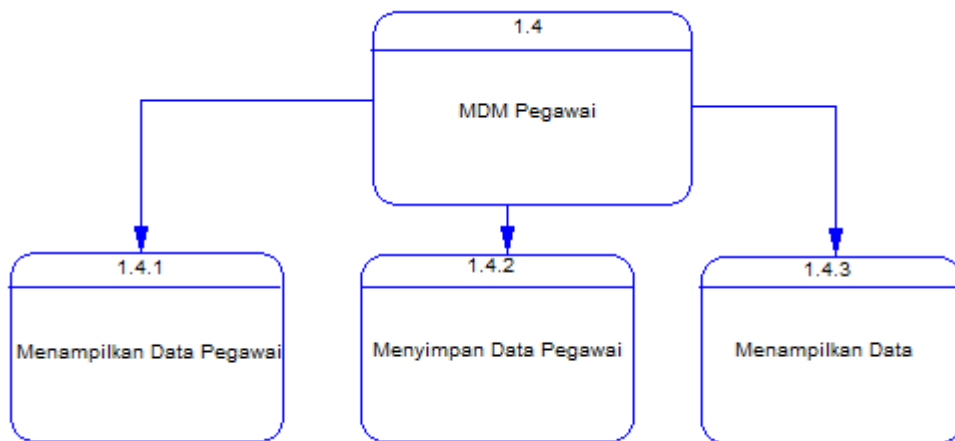 1.4
MDM Pegawai
1.4.1
Menampilkan Data Pegawai
1.4.2
Menyimpan Data Pegawai
1.4.3
Menampilkan Data